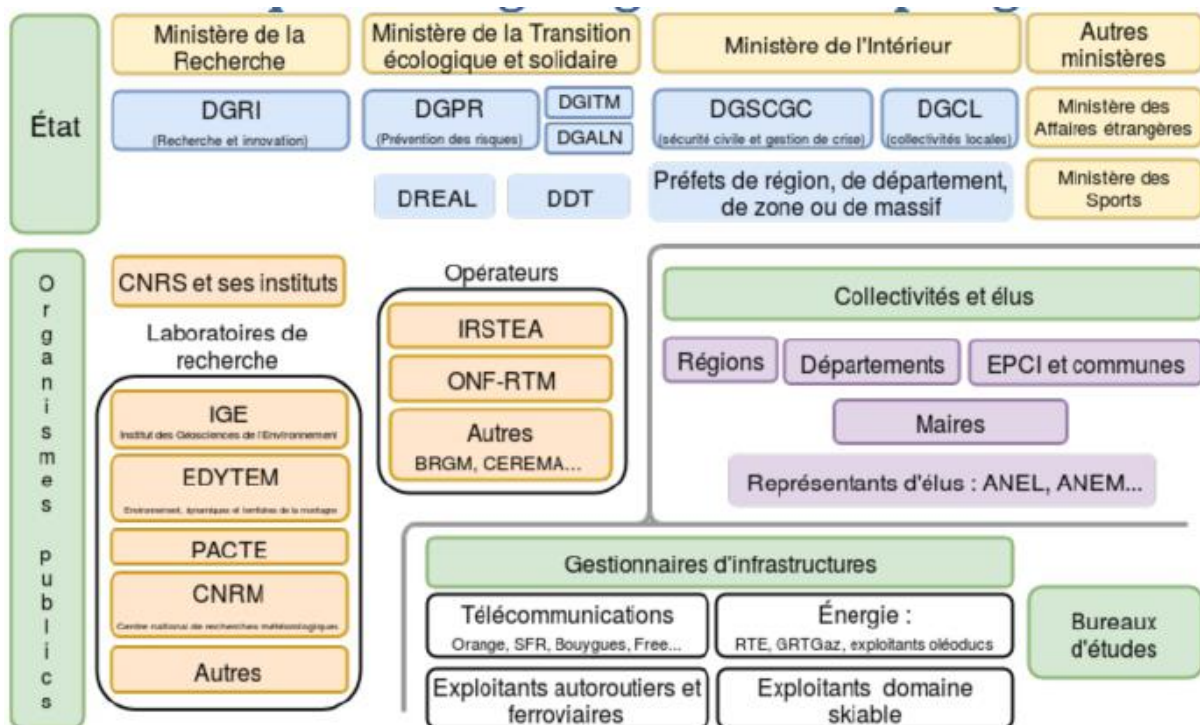 État
Ministère de la
Recherche
Ministère de la Transition
écologique et solidaire
Ministère de l'Intérieur
Autres
ministères
DGRI
(Recherche et innovation)
DGPR
(Prévention des risques)
DGITM
DGALN
DGSCGC
(sécurité civile et gestion de crise)
DGCL
(collectivités locales)
Ministère des
Affaires étrangères
DREAL
DDT
Préfets de région, de département,
de zone ou de massif
Ministère des
Sports
Organismes publics
CNRS et ses instituts
Laboratoires de
recherche
IGE
Institut des Géosciences de l'Environnement
EDYTEM
Environnement, dynamiques et territoires de la montagne
PACTE
CNRM
Centre national de recherches météorologiques
Autres
Opérateurs
IRSTEA
ONF-RTM
Autres
BRGM, CEREMA...
Collectivités et élus
Régions
Départements
EPCI et communes
Maires
Représentants d'élus : ANEL, ANEM...
Gestionnaires d'infrastructures
Télécommunications
Orange, SFR, Bouygues, Free...
Énergie :
RTE, GRTGaz, exploitants oléoducs
Exploitants autoroutiers et
ferroviaires
Exploitants domaine
skiable
Bureaux
d'études